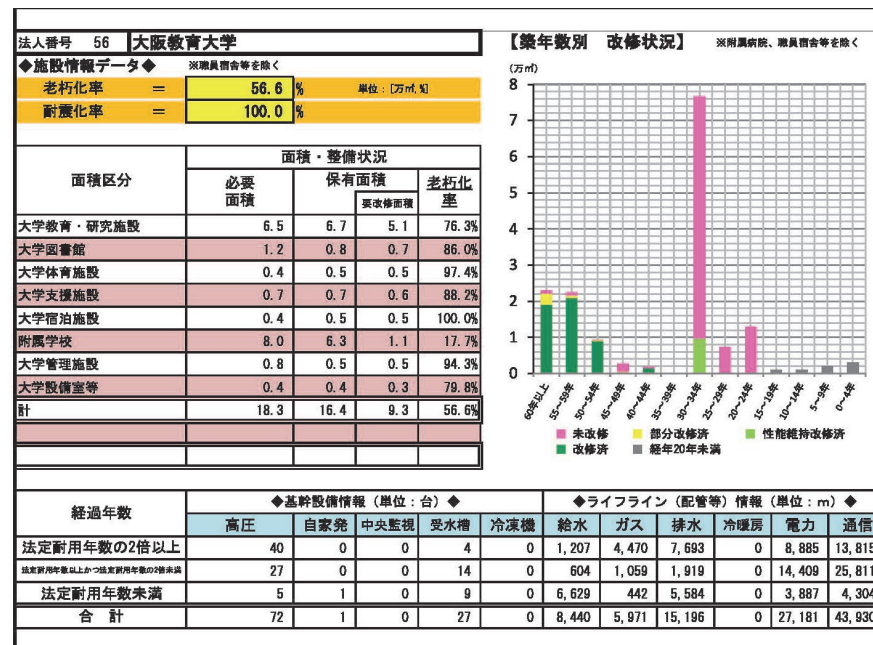 法人番号 56 大阪教育大学
◆施設情報データ◆ ※職員宿舎等を除く
老朽化率 = 56.6 % 単位:[万㎡,%]
耐震化率 = 100.0 %
面積区分 面積・整備状況
必要面積 保有面積 要改修面積 老朽化率
大学教育・研究施設 6.5 6.7 5.1 76.3%
大学図書館 1.2 0.8 0.7 86.0%
大学体育施設 0.4 0.5 0.5 97.4%
大学支援施設 0.7 0.7 0.6 88.2%
大学宿泊施設 0.4 0.5 0.5 100.0%
附属学校 8.0 6.3 1.1 17.7%
大学管理施設 0.8 0.5 0.5 94.3%
大学設備室等 0.4 0.4 0.3 79.8%
計 18.3 16.4 9.3 56.6%
【築年数別 改修状況】 ※附属病院、職員宿舎等を除く
(万㎡)
8
7
6
5
4
3
2
1
0
60年以上 55~59年 50~54年 45~49年 40~44年 35~39年 30~34年 25~29年 20~24年 15~19年 10~14年 5~9年 0~4年
未改修 部分改修済 性能維持改修済
改修済 経年20年未満
経過年数 ◆基幹設備情報(単位:台)◆ ◆ライフライン(配管等)情報(単位:m)◆
高圧 自家発 中央監視 受水槽 冷凍機 給水 ガス 排水 冷暖房 電力 通信
法定耐用年数の2倍以上 40 0 0 4 0 1,207 4,470 7,693 0 8,885 13,815
法定耐用年数以上かつ法定耐用年数の2倍未満 27 0 0 14 0 604 1,059 1,919 0 14,409 25,811
法定耐用年数未満 5 1 0 9 0 6,629 442 5,584 0 3,887 4,304
合計 72 1 0 27 0 8,440 5,971 15,196 0 27,181 43,930